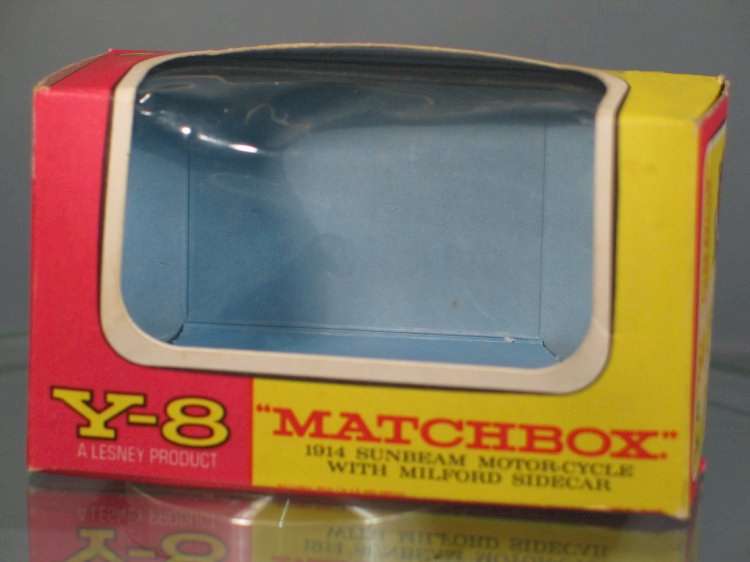 Y-8
A LESNEY PRODUCT
"MATCHBOX"
1914 SUNBEAM MOTOR-CYCLE
WITH MILFORD SIDECAR